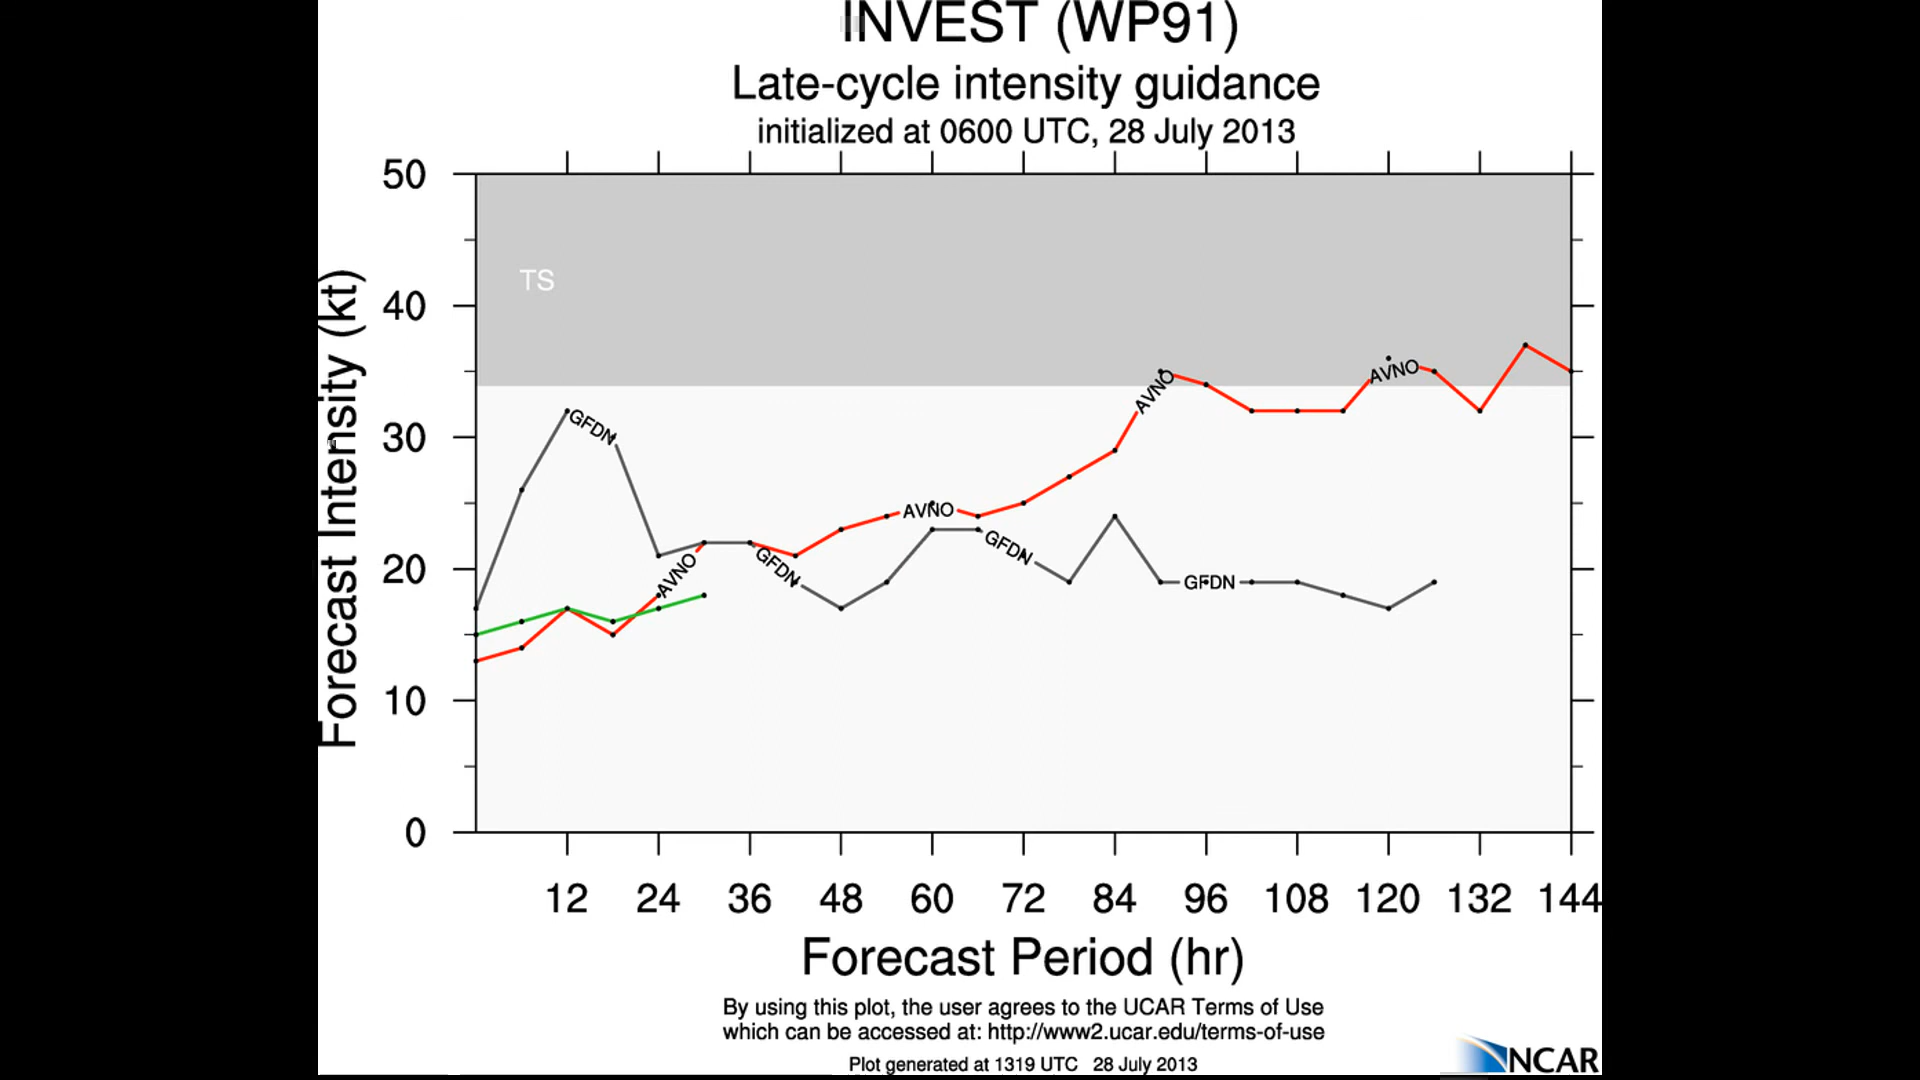 INVEST (WP91)
Late-cycle intensity guidance
initialized at 0600 UTC, 28 July 2013
50
40
30
20
10
0
Forecast Intensity (kt)
TS
GFDN
AVNO
GFDN
AVNO
GFDN
AVNO
GFDN
AVNO
12 24 36 48 60 72 84 96 108 120 132 144
Forecast Period (hr)
By using this plot, the user agrees to the UCAR Terms of Use
which can be accessed at: http://www2.ucar.edu/terms-of-use
Plot generated at 1319 UTC 28 July 2013
NCAR